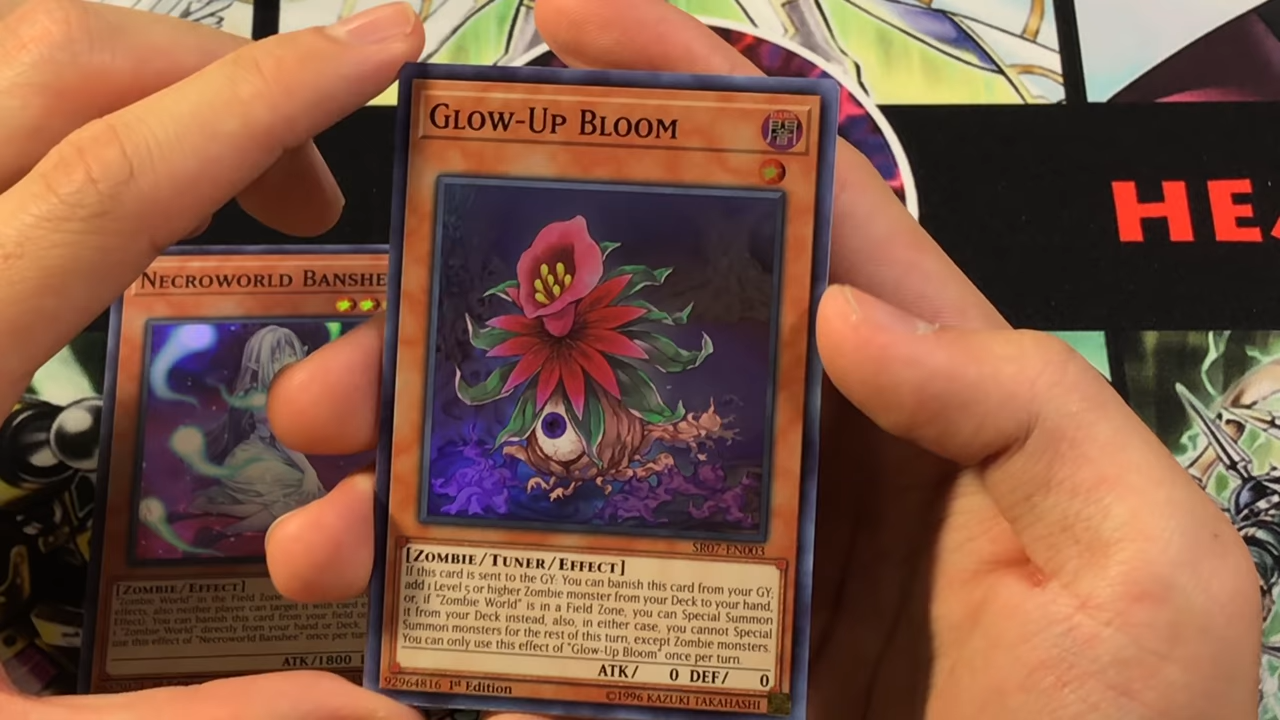 GLOW-UP BLOOM
DARK
闇
SR07-EN003
[ZOMBIE/TUNER/EFFECT]
If this card is sent to the GY: You can banish this card from your GY;
add 1 Level 5 or higher Zombie monster from your Deck to your hand,
or, if "Zombie World" is in a Field Zone, you can Special Summon
it from your Deck instead, also, in either case, you cannot Special
Summon monsters for the rest of this turn, except Zombie monsters.
You can only use this effect of "Glow-Up Bloom" once per turn.
ATK/ 0 DEF/ 0
92964816 1st Edition ©1996 KAZUKI TAKAHASHI
NECROWORLD BANSHE
[ZOMBIE/EFFECT]
"Zombie World" in the Field Zone
effects, also neither player can target it with card e
Effect): You can banish this card from your field or
1 "Zombie World" directly from your hand or Deck.
use this effect of "Necroworld Banshee" once per tur
ATK/1800
HEA